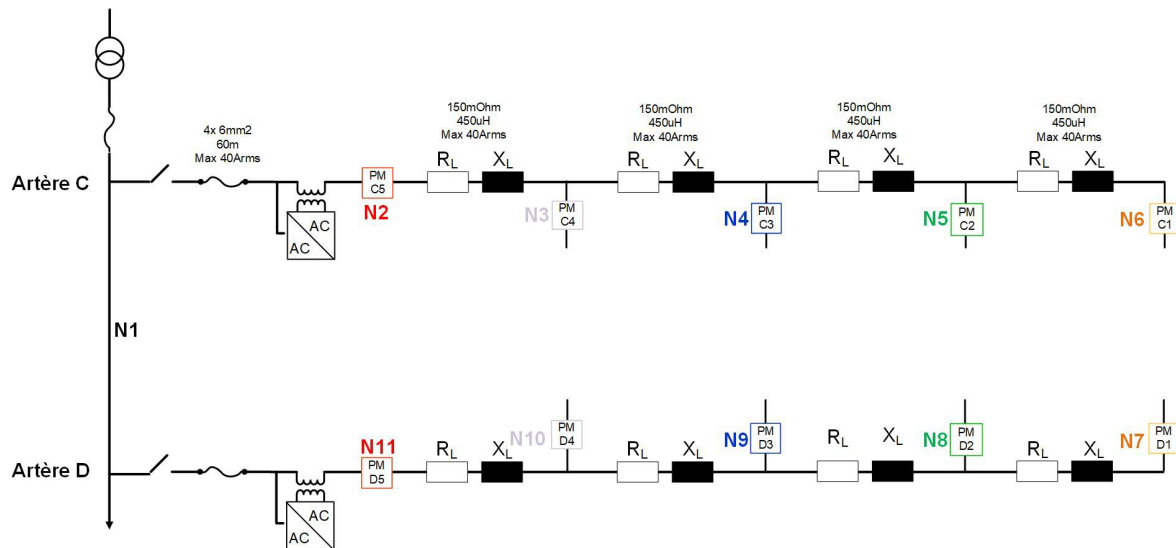 150mOhm
450uH
Max 40Arms
150mOhm
450uH
Max 40Arms
150mOhm
450uH
Max 40Arms
150mOhm
450uH
Max 40Arms
4x 6mm2
60m
Max 40Arms
RL XL RL XL RL XL RL XL
Artère C
PM
C5
N2
N3
PM
C4
N4
PM
C3
N5
PM
C2
N6
PM
C1
AC
AC
N1
N11
N10
PM
D4
N9
PM
D3
N8
PM
D2
N7
PM
D1
RL XL RL XL RL XL RL XL
Artère D
PM
D5
AC
AC